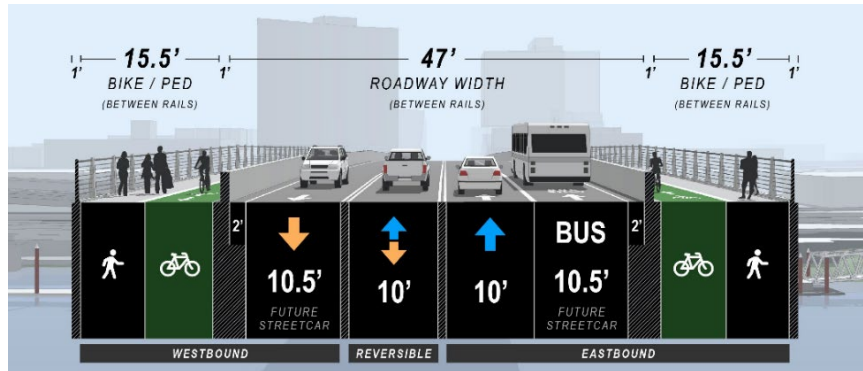 15.5’
BIKE / PED
(BETWEEN RAILS)
47’
ROADWAY WIDTH
(BETWEEN RAILS)
15.5’
BIKE / PED
(BETWEEN RAILS)
1’
1’
1’
1’
2’
10.5’
FUTURE
STREETCAR
10’
10’
BUS
10.5’
FUTURE
STREETCAR
2’
WESTBOUND
REVERSIBLE
EASTBOUND